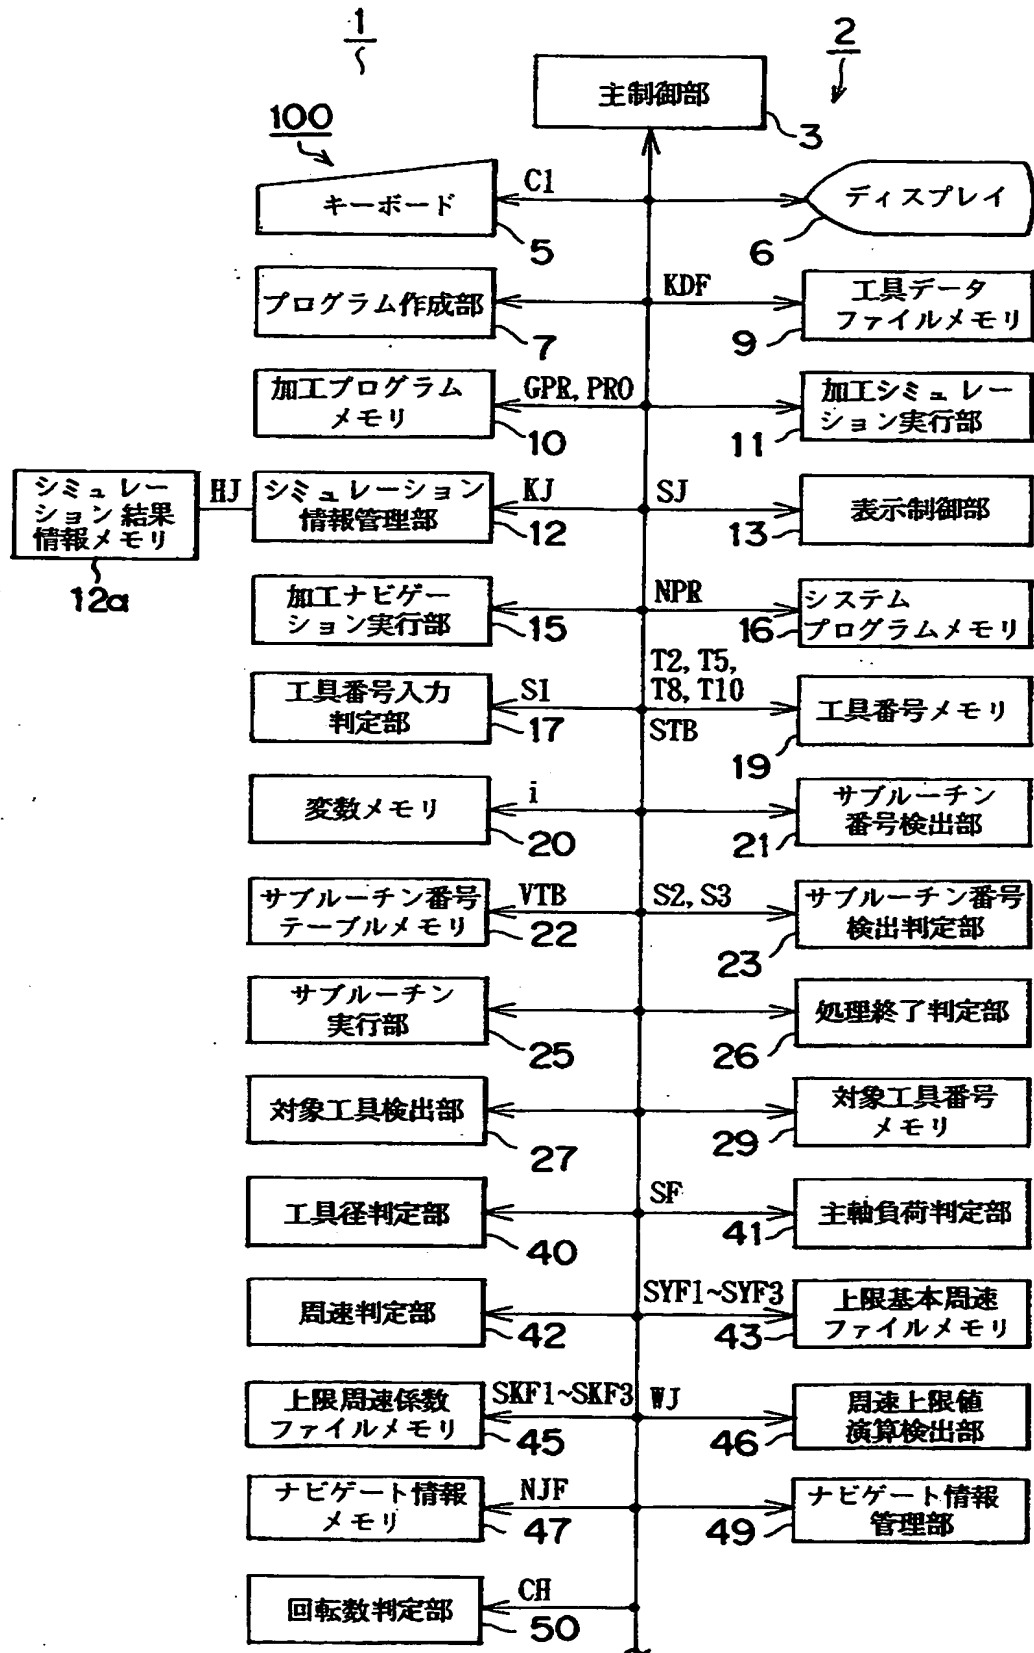 1
2
主制御部
3
100
キーボード
5
C1
ディスプレイ
6
プログラム作成部
7
KDF
工具データ
ファイルメモリ
9
加工プログラム
メモリ
10
GPR, PRO
加工シミュレー
ション実行部
11
シミュレー
ション結果
情報メモリ
12a
HJ
シミュレーション
情報管理部
12
KJ
SJ
表示制御部
13
加工ナビゲー
ション実行部
15
NPR
システム
プログラムメモリ
16
工具番号入力
判定部
17
S1
T2, T5,
T8, T10
STB
工具番号メモリ
19
変数メモリ
20
i
サブルーチン
番号検出部
21
サブルーチン番号
テーブルメモリ
22
VTB
S2, S3
サブルーチン番号
検出判定部
23
サブルーチン
実行部
25
処理終了判定部
26
対象工具検出部
27
対象工具番号
メモリ
29
工具径判定部
40
SF
主軸負荷判定部
41
周速判定部
42
SYF1~SYF3
上限基本周速
ファイルメモリ
43
上限周速係数
ファイルメモリ
45
SKF1~SKF3
WJ
周速上限値
演算検出部
46
ナビゲート情報
メモリ
47
NJF
ナビゲート情報
管理部
49
回転数判定部
50
CH